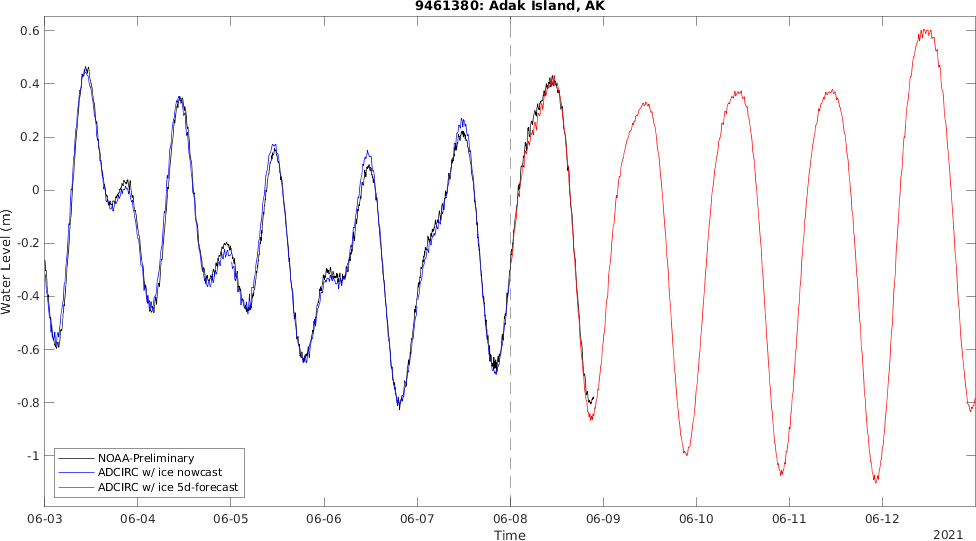 9461380: Adak Island, AK
Water Level (m)
0.6
0.4
0.2
0
-0.2
-0.4
-0.6
-0.8
-1
NOAA-Preliminary
ADCIRC w/ ice nowcast
ADCIRC w/ ice 5d-forecast
06-03 06-04 06-05 06-06 06-07 06-08 06-09 06-10 06-11 06-12
Time
2021